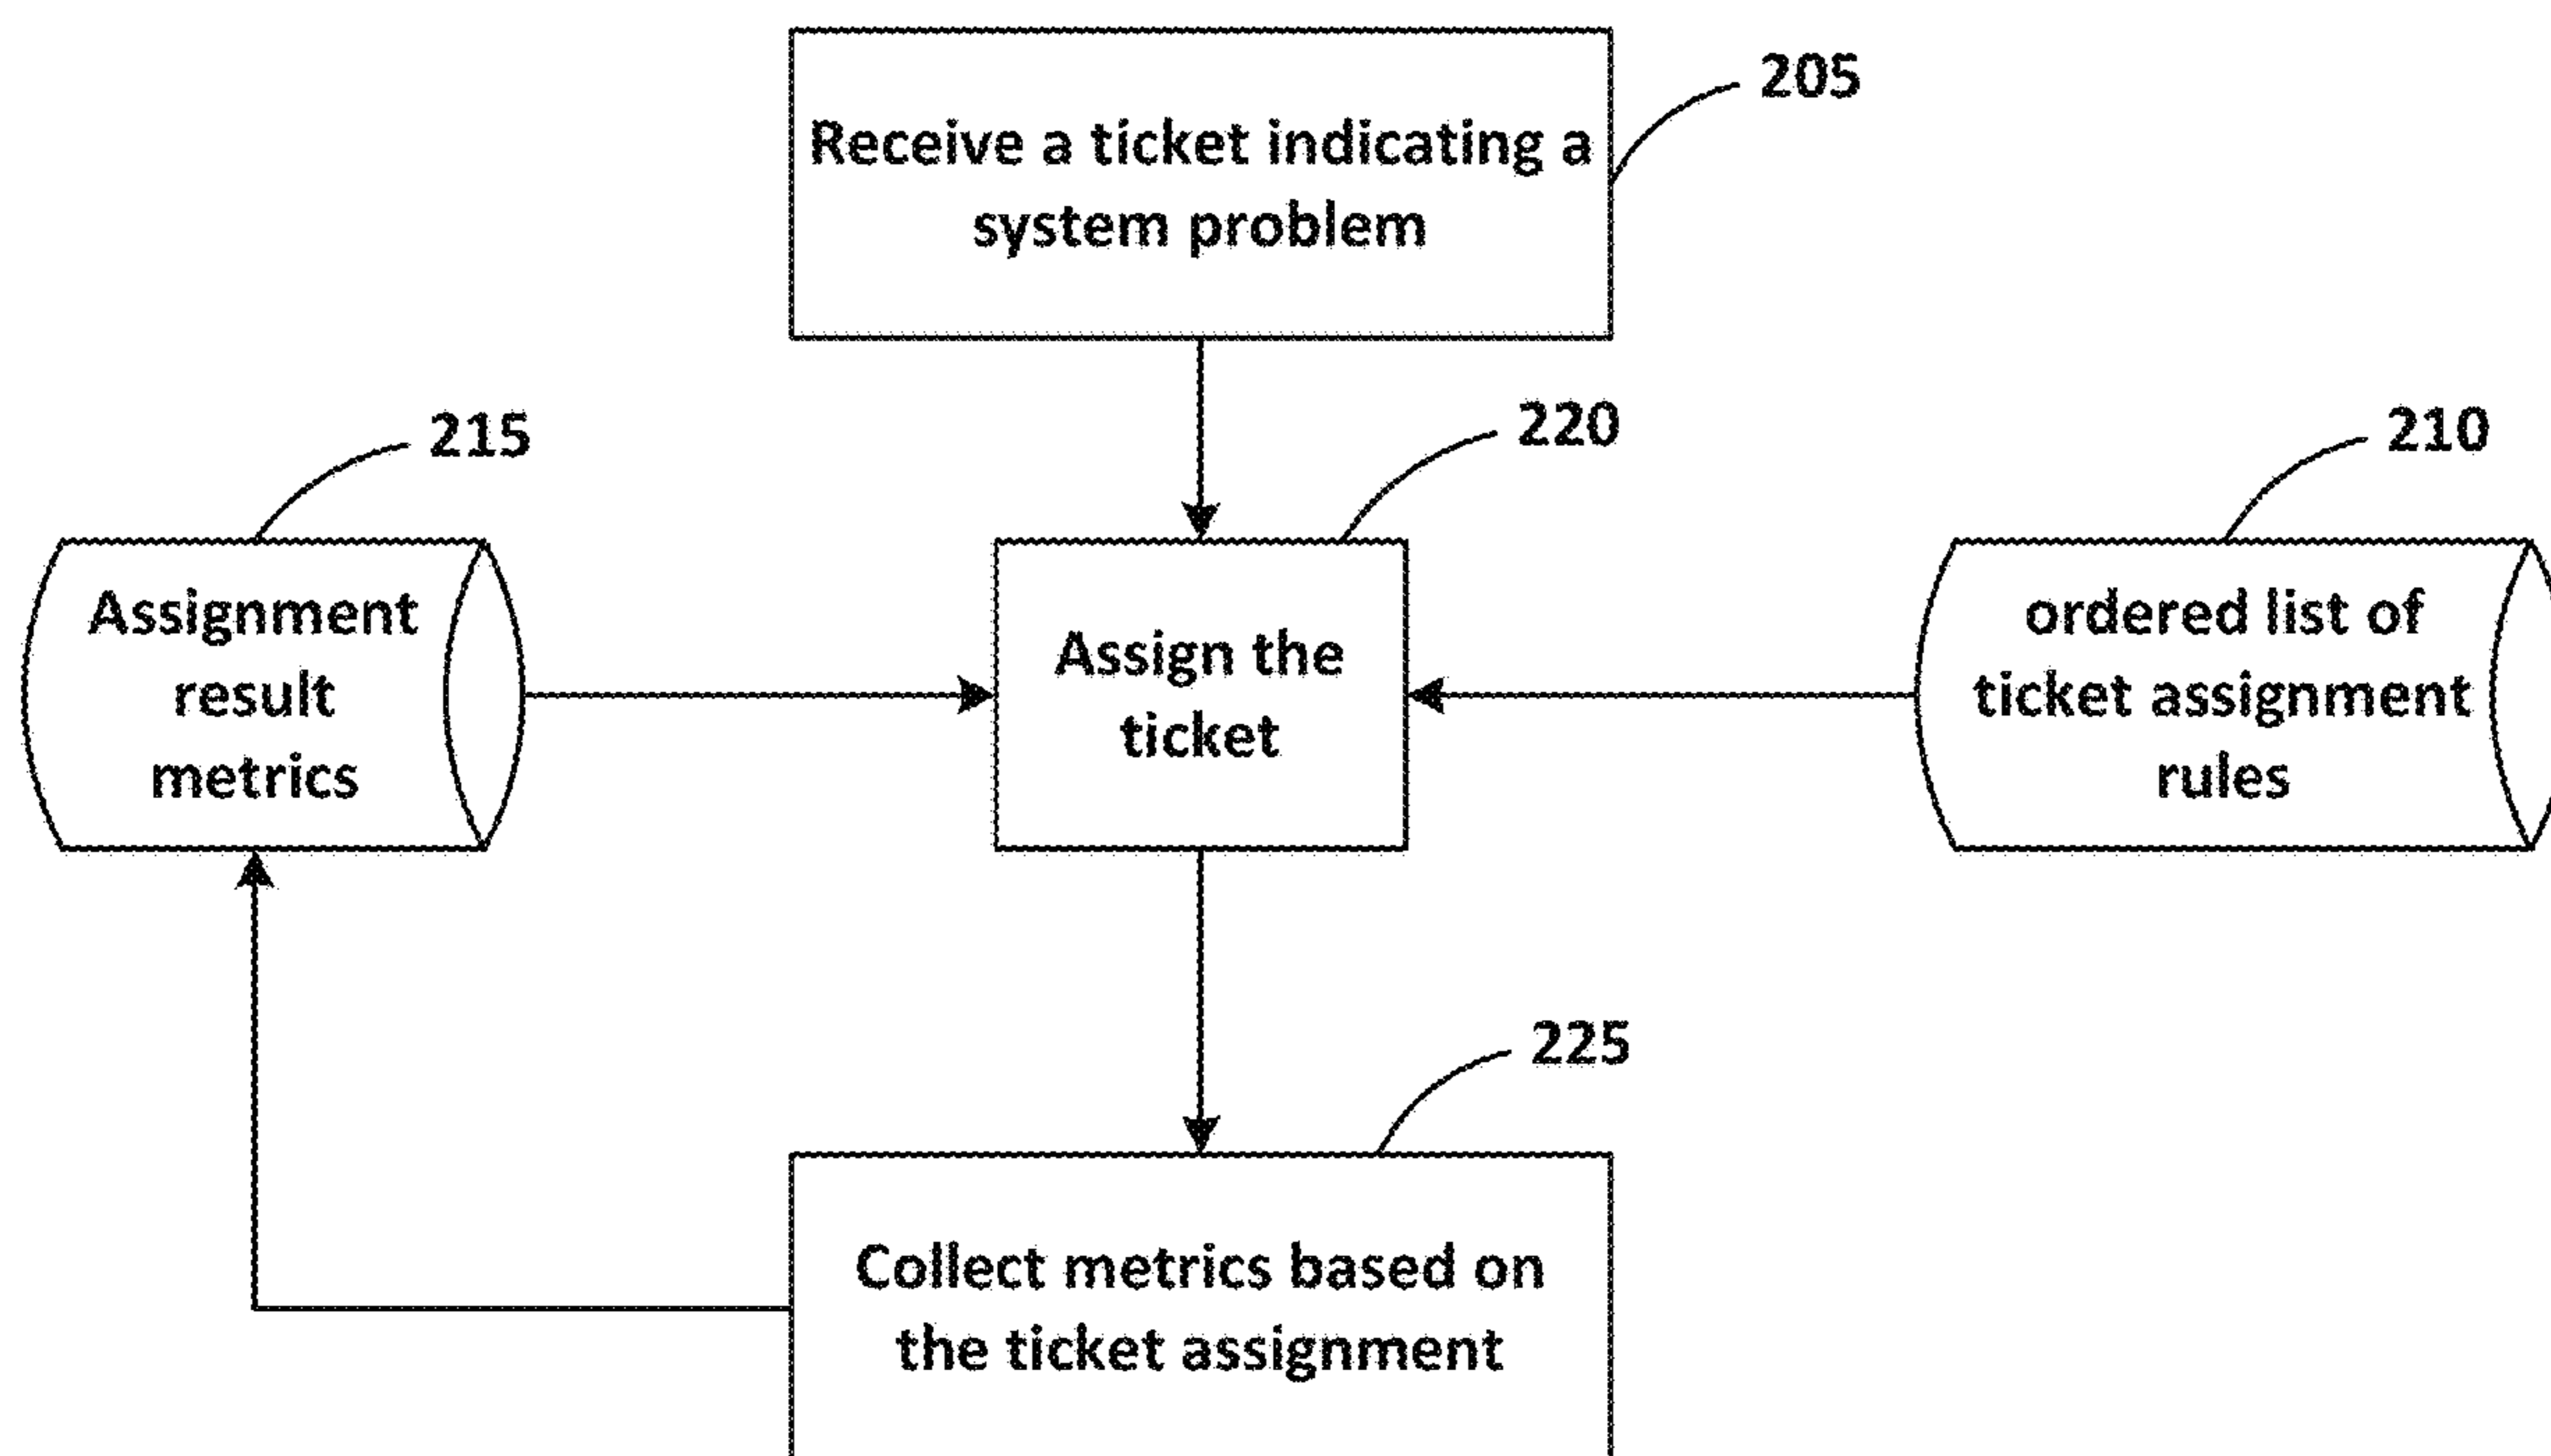 205
Receive a ticket indicating a
system problem
215
220
210
Assignment
result
metrics
Assign the
ticket
ordered list of
ticket assignment
rules
225
Collect metrics based on
the ticket assignment